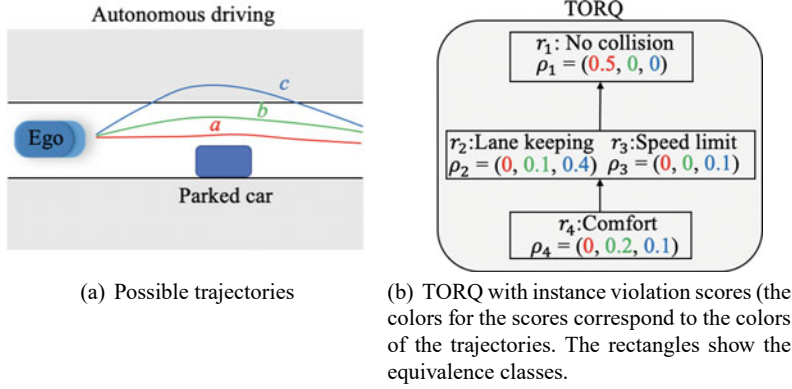 Autonomous driving
c
b
a
Ego
Parked car
(a) Possible trajectories
TORQ
r₁: No collision
ρ₁ = (0.5, 0, 0)
r₂:Lane keeping r₃:Speed limit
ρ₂ = (0, 0.1, 0.4) ρ₃ = (0, 0, 0.1)
r₄:Comfort
ρ₄ = (0, 0.2, 0.1)
(b) TORQ with instance violation scores (the
colors for the scores correspond to the colors
of the trajectories. The rectangles show the
equivalence classes.